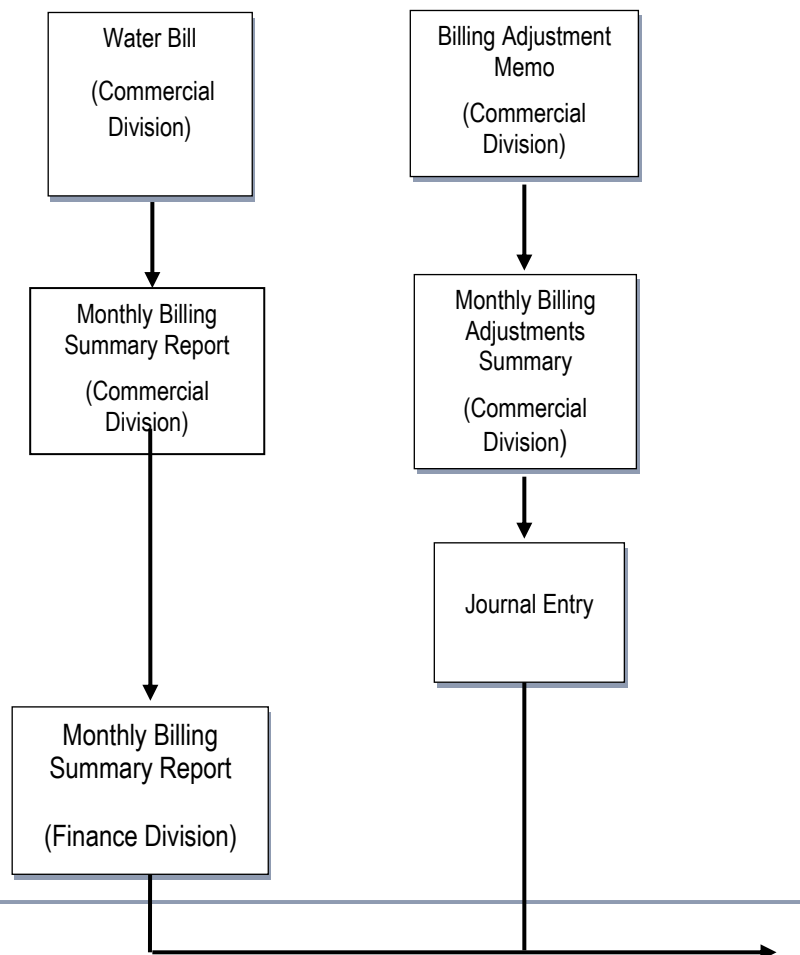 Water Bill
(Commercial
Division)
Billing Adjustment
Memo
(Commercial
Division)
Monthly Billing
Summary Report
(Commercial
Division)
Monthly Billing
Adjustments
Summary
(Commercial
Division)
Journal Entry
Monthly Billing
Summary Report
(Finance Division)